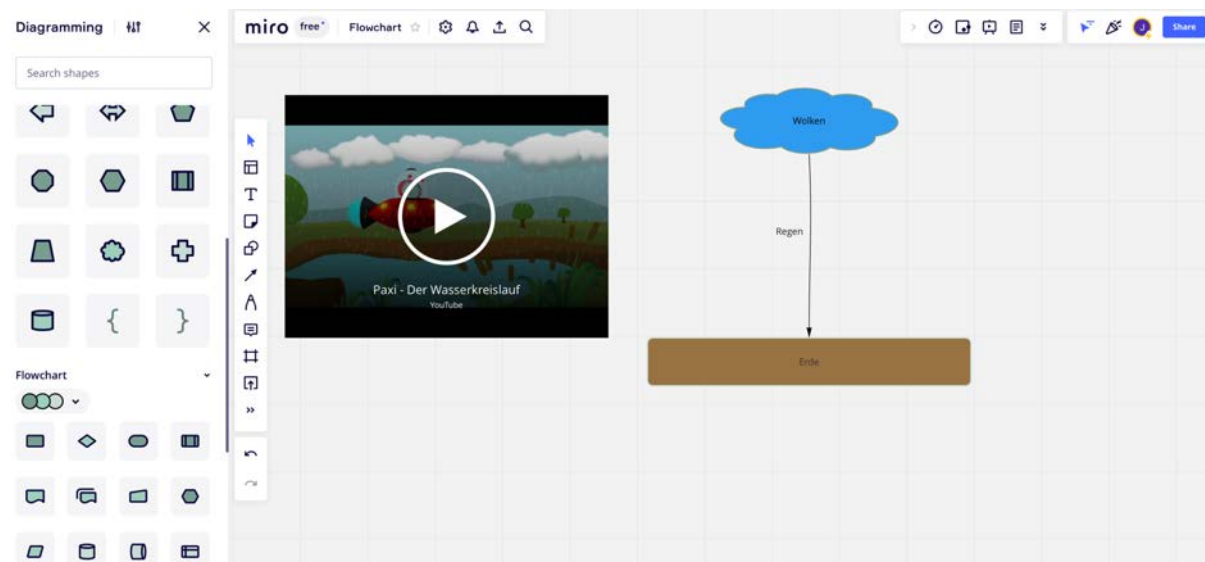 Diagramming
miro free Flowchart
Share
Search shapes
Wolken
Regen
Paxi - Der Wasserkreislauf
YouTube
Erde
Flowchart